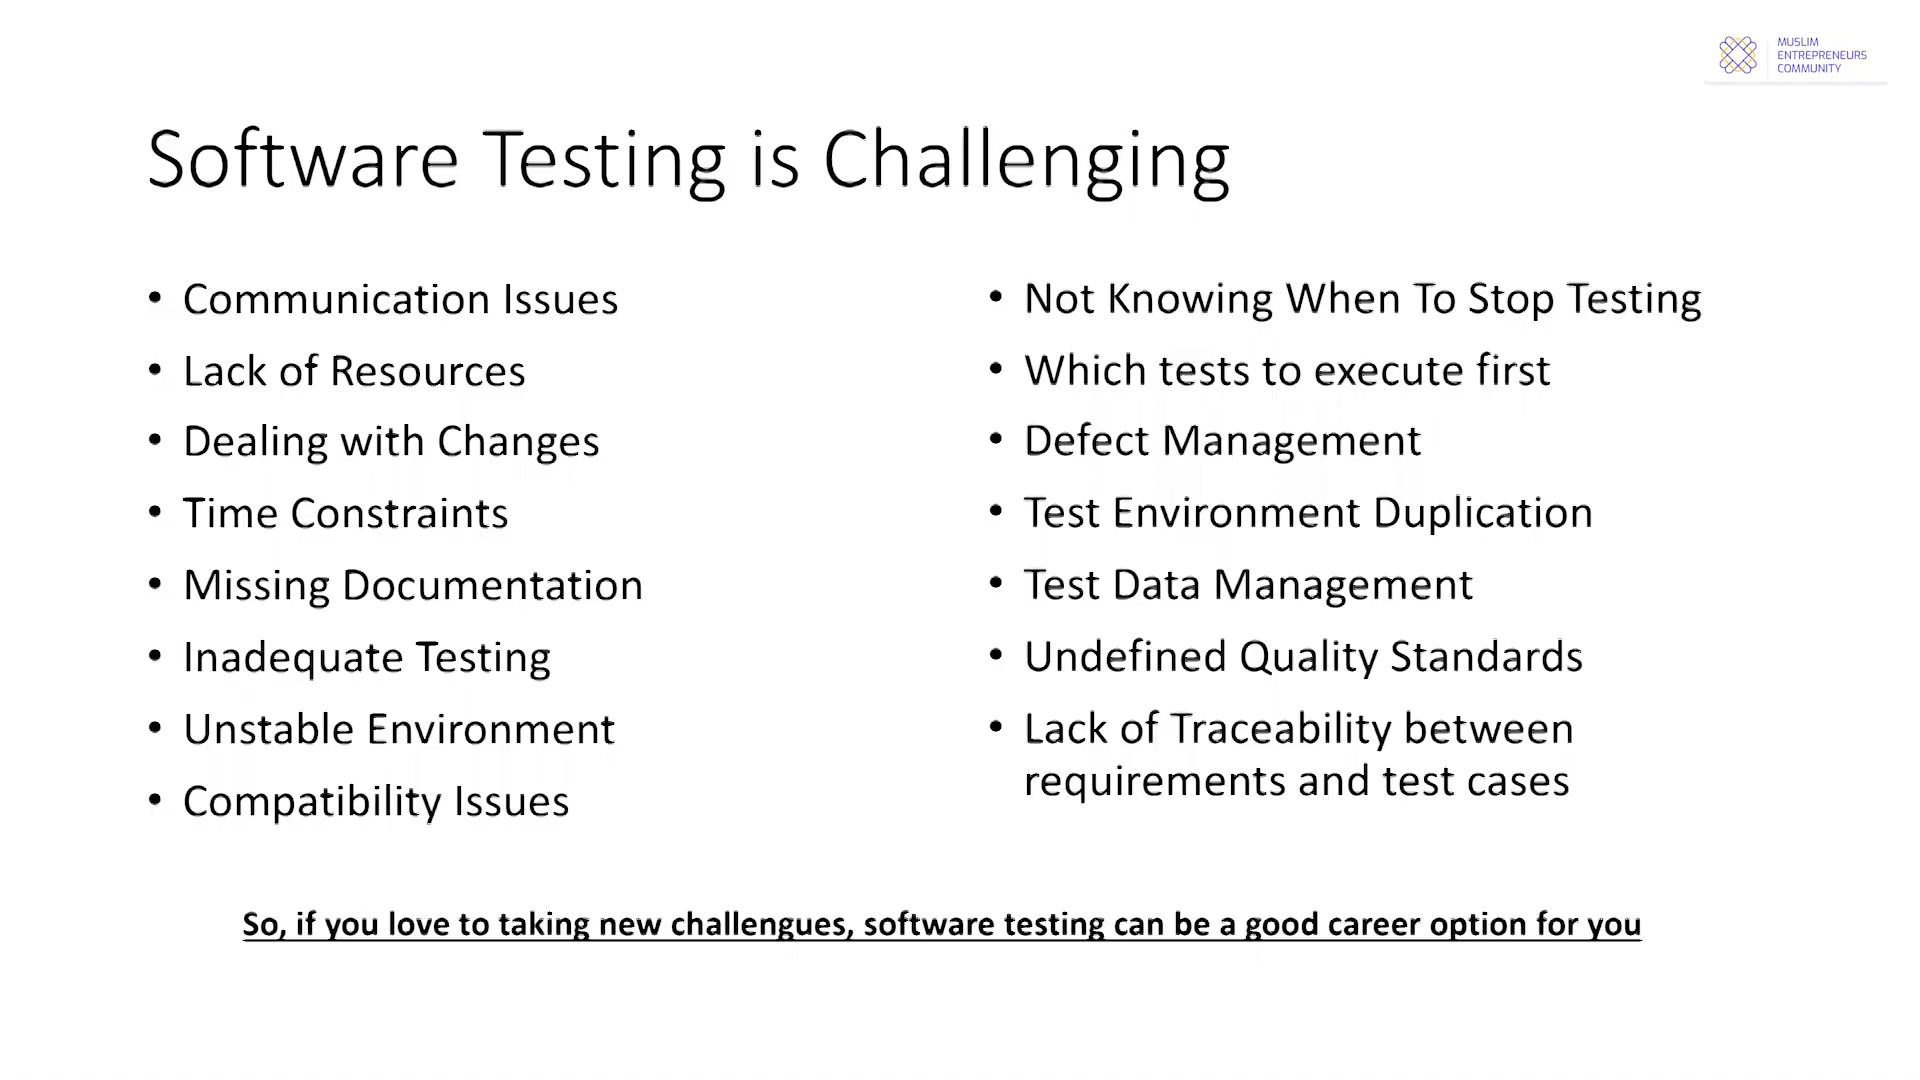 MUSLIM
ENTREPRENEURS
COMMUNITY
Software Testing is Challenging
• Communication Issues
• Lack of Resources
• Dealing with Changes
• Time Constraints
• Missing Documentation
• Inadequate Testing
• Unstable Environment
• Compatibility Issues
• Not Knowing When To Stop Testing
• Which tests to execute first
• Defect Management
• Test Environment Duplication
• Test Data Management
• Undefined Quality Standards
• Lack of Traceability between
requirements and test cases
So, if you love to taking new challengues, software testing can be a good career option for you